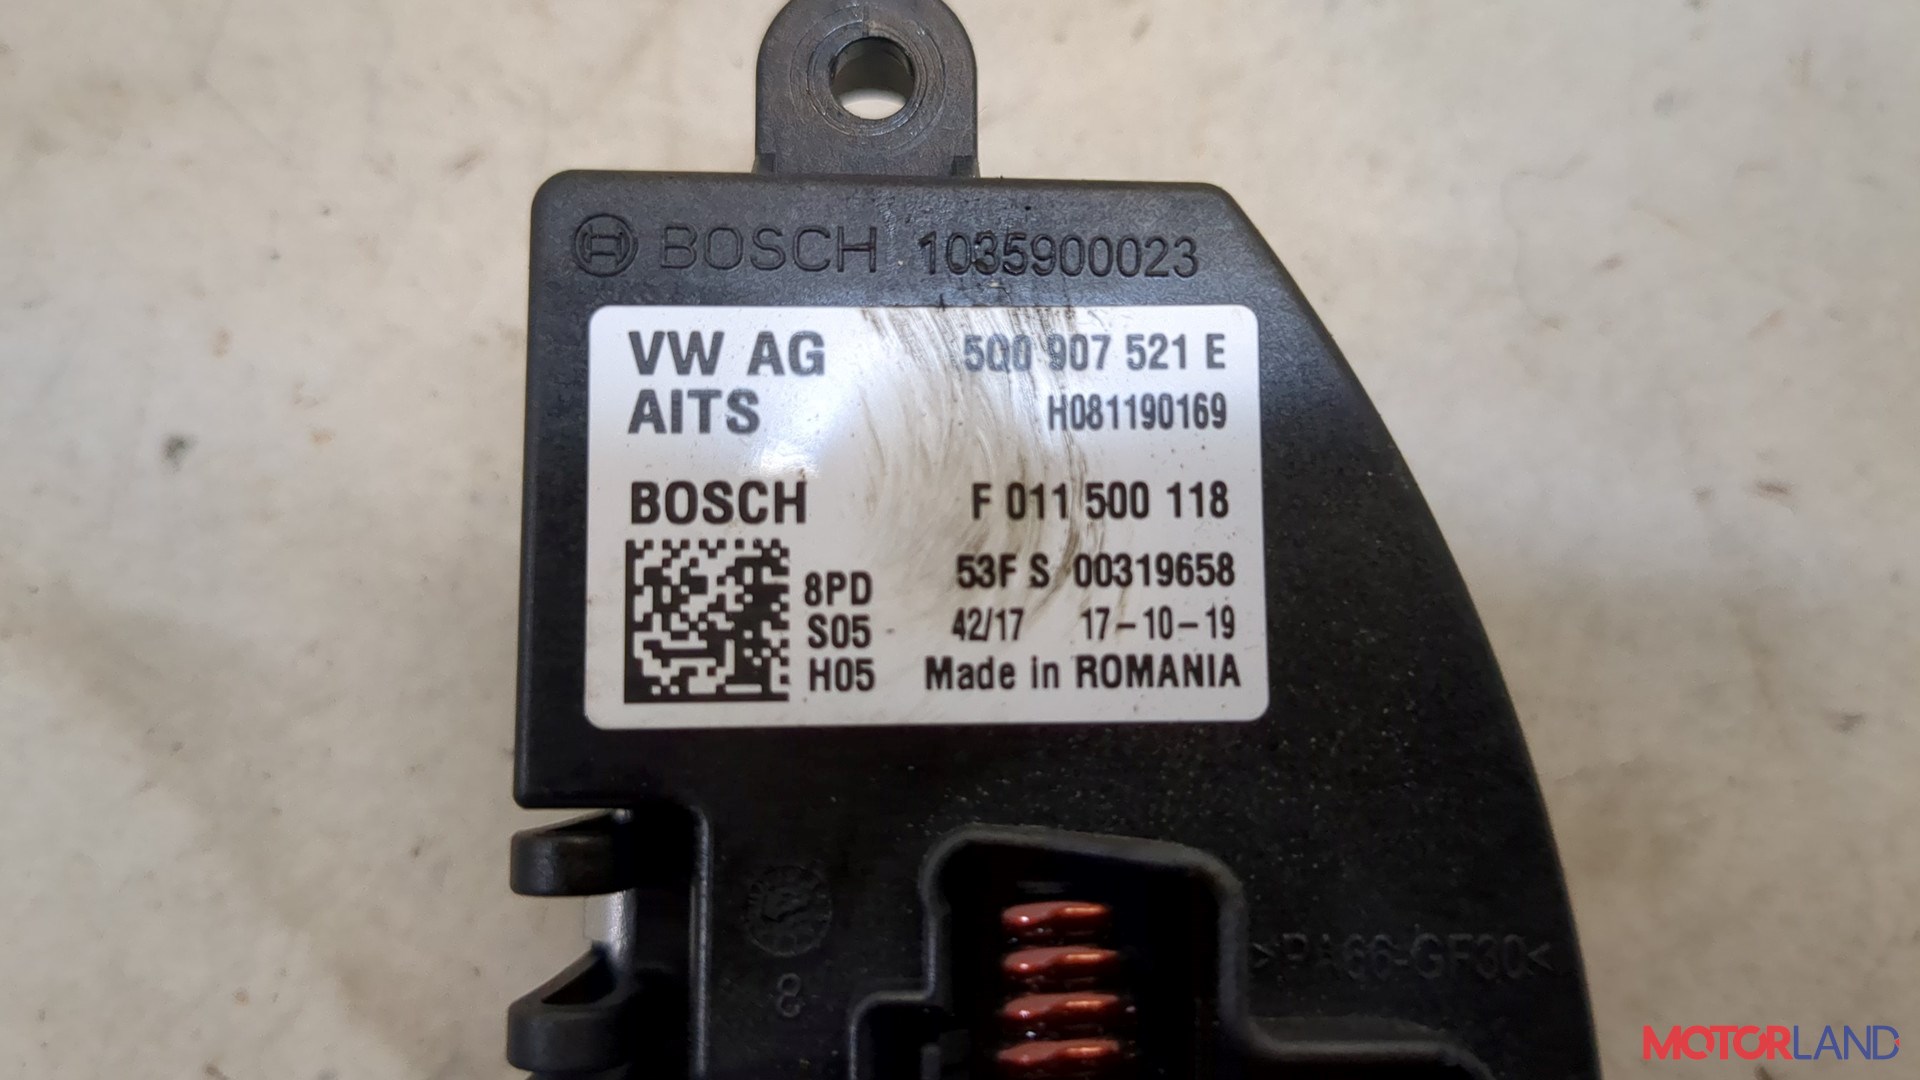 BOSCH 1035900023
VW AG 5Q0 907 521 E
AITS H081190169
BOSCH F 011 500 118
8PD 53F S 00319658
S05 42/17 17-10-19
H05 Made in ROMANIA
>PA66-GF30<
8
MOTORLAND